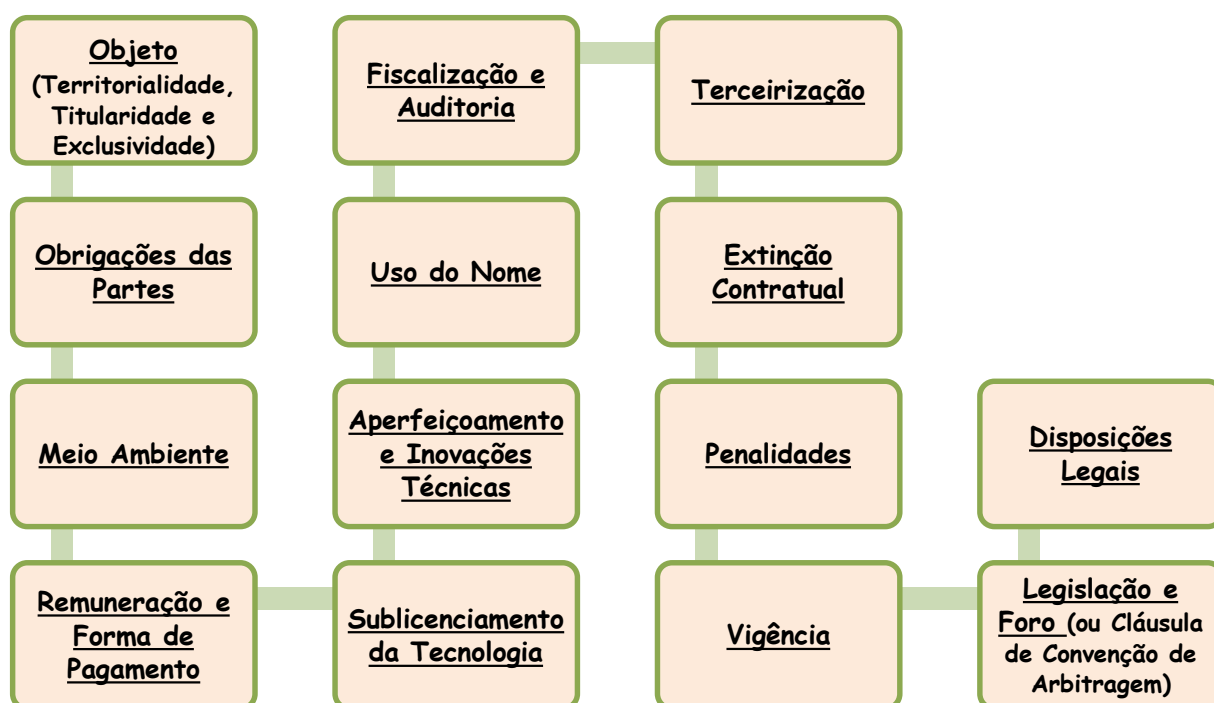 Objeto
(Territorialidade,
Titularidade e
Exclusividade)
Obrigações das
Partes
Meio Ambiente
Remuneração e
Forma de
Pagamento
Sublicenciamento
da Tecnologia
Aperfeiçoamento
e Inovações
Técnicas
Uso do Nome
Fiscalização e
Auditoria
Terceirização
Extinção
Contratual
Penalidades
Vigência
Legislação e
Foro (ou Cláusula
de Convenção de
Arbitragem)
Disposições
Legais